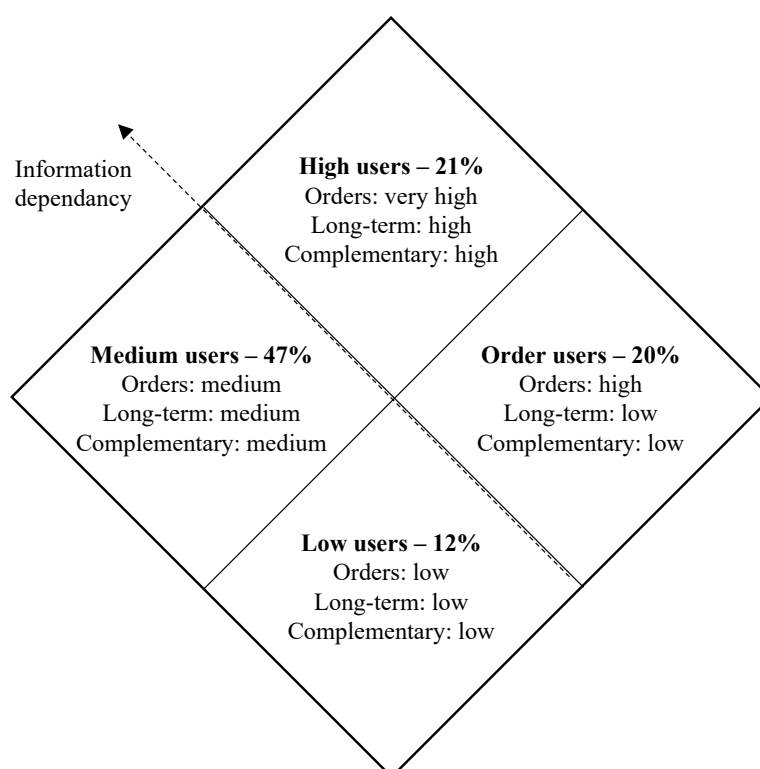 Information
dependancy
High users – 21%
Orders: very high
Long-term: high
Complementary: high
Medium users – 47%
Orders: medium
Long-term: medium
Complementary: medium
Order users – 20%
Orders: high
Long-term: low
Complementary: low
Low users – 12%
Orders: low
Long-term: low
Complementary: low